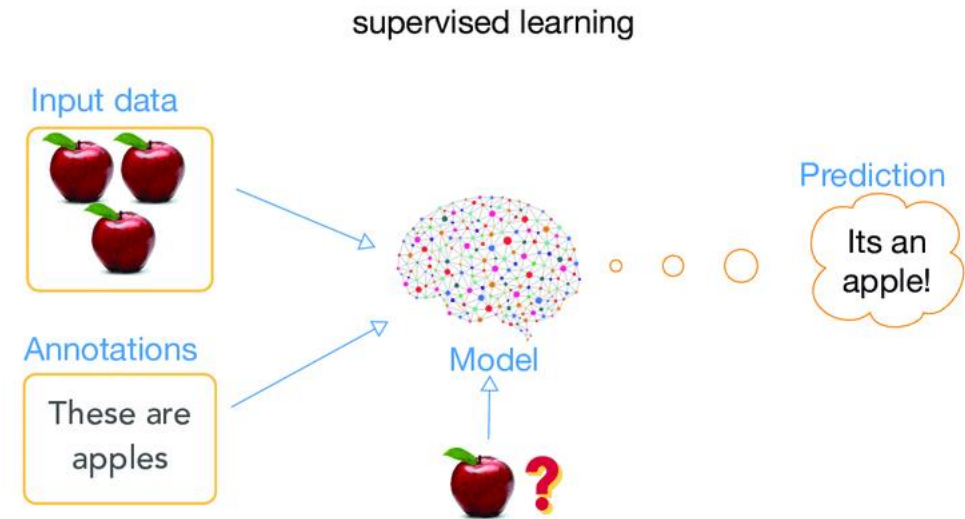 supervised learning
Input data
Annotations
These are
apples
Model
?
Prediction
Its an
apple!